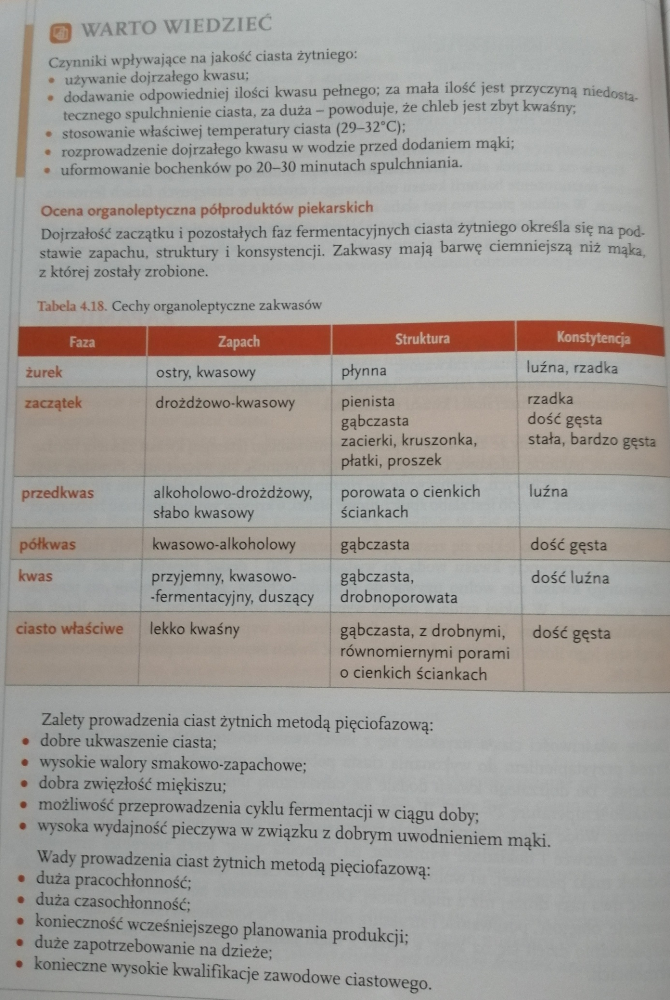 WARTO WIEDZIEĆ
Czynniki wpływające na jakość ciasta żytniego:
• używanie dojrzałego kwasu;
• dodawanie odpowiedniej ilości kwasu pełnego; za mała ilość jest przyczyną niedosta-
tecznego spulchnienie ciasta, za duża – powoduje, że chleb jest zbyt kwaśny;
• stosowanie właściwej temperatury ciasta (29–32°C);
• rozprowadzenie dojrzałego kwasu w wodzie przed dodaniem mąki;
• uformowanie bochenków po 20–30 minutach spulchniania.
Ocena organoleptyczna półproduktów piekarskich
Dojrzałość zaczątku i pozostałych faz fermentacyjnych ciasta żytniego określa się na pod-
stawie zapachu, struktury i konsystencji. Zakwasy mają barwę ciemniejszą niż mąka,
z której zostały zrobione.
Tabela 4.18. Cechy organoleptyczne zakwasów
Faza Zapach Struktura Konstytencja
żurek ostry, kwasowy płynna luźna, rzadka
zaczątek drożdżowo-kwasowy pienista rzadka
gąbczasta dość gęsta
zacierki, kruszonka, stała, bardzo gęsta
płatki, proszek
przedkwas alkoholowo-drożdżowy, porowata o cienkich luźna
słabo kwasowy ściankach
półkwas kwasowo-alkoholowy gąbczasta dość gęsta
kwas przyjemny, kwasowo- gąbczasta, dość luźna
-fermentacyjny, duszący drobnoporowata
ciasto właściwe lekko kwaśny gąbczasta, z drobnymi, dość gęsta
równomiernymi porami
o cienkich ściankach
Zalety prowadzenia ciast żytnich metodą pięciofazową:
• dobre ukwaszenie ciasta;
• wysokie walory smakowo-zapachowe;
• dobra zwięzłość miękiszu;
• możliwość przeprowadzenia cyklu fermentacji w ciągu doby;
• wysoka wydajność pieczywa w związku z dobrym uwodnieniem mąki.
Wady prowadzenia ciast żytnich metodą pięciofazową:
• duża pracochłonność;
• duża czasochłonność;
• konieczność wcześniejszego planowania produkcji;
• duże zapotrzebowanie na dzieże;
• konieczne wysokie kwalifikacje zawodowe ciastowego.